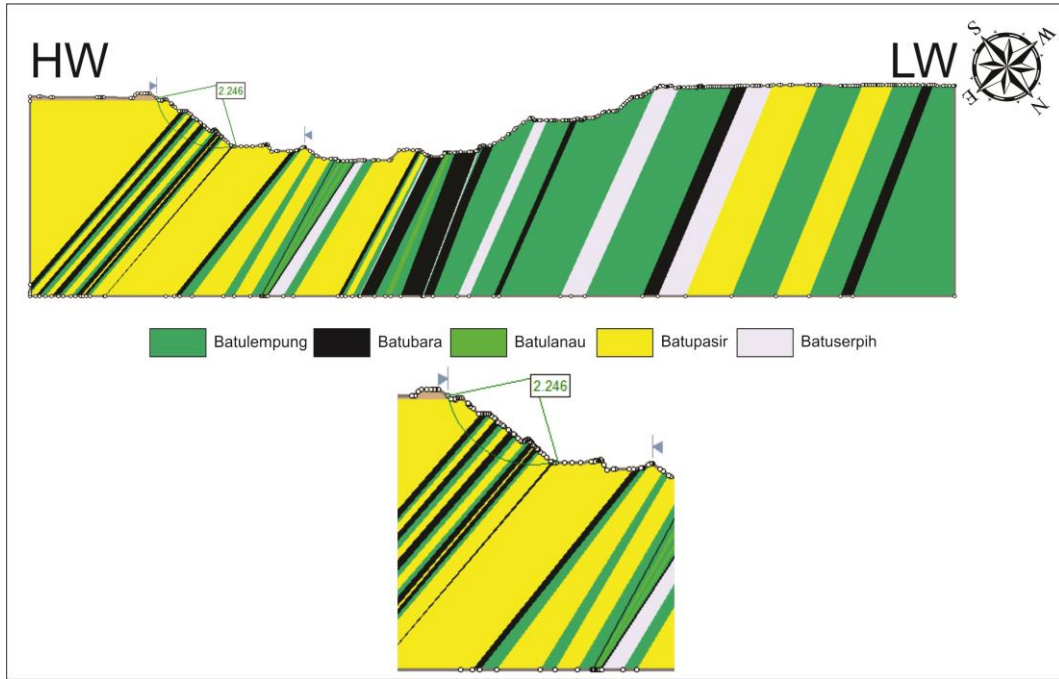 HW
LW
S
W
E
N
2.246
Batulempung
Batubara
Batulanau
Batupasir
Batuserpih
2.246